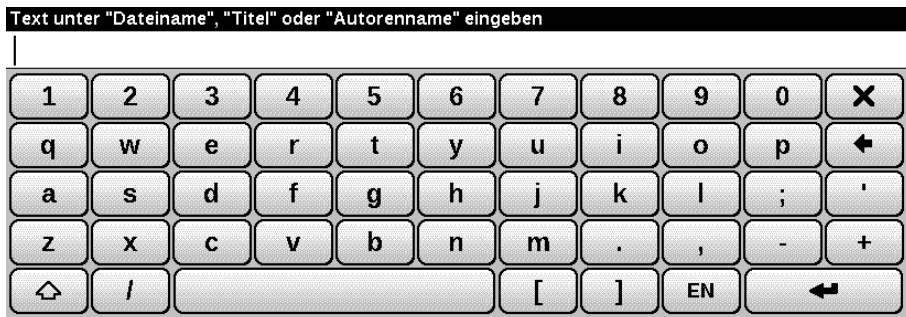 Text unter "Dateiname", "Titel" oder "Autorenname" eingeben
1 2 3 4 5 6 7 8 9 0
q w e r t y u i o p
a s d f g h j k l ; '
z x c v b n m . , - +
/ [ ] EN